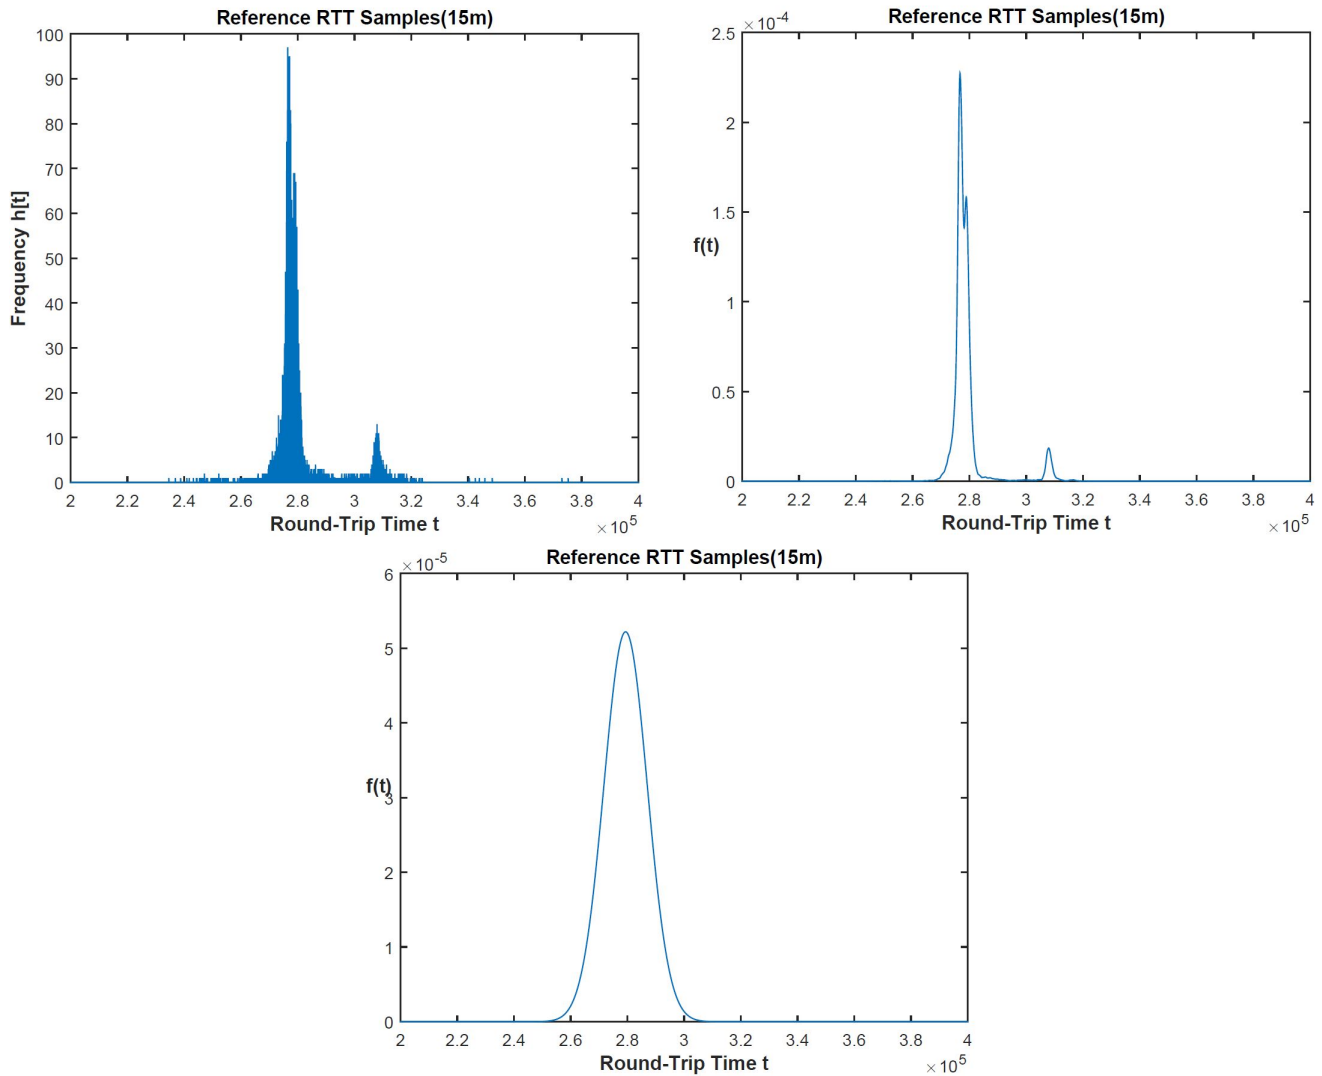 Reference RTT Samples(15m)
100
90
80
70
60
50
40
30
20
10
0
Frequency h[t]
2 2.2 2.4 2.6 2.8 3 3.2 3.4 3.6 3.8 4
Round-Trip Time t
×10^5
Reference RTT Samples(15m)
×10^-4
2.5
2
1.5
1
0.5
0
f(t)
2 2.2 2.4 2.6 2.8 3 3.2 3.4 3.6 3.8 4
Round-Trip Time t
×10^5
Reference RTT Samples(15m)
×10^-5
6
5
4
3
2
1
0
f(t)
2 2.2 2.4 2.6 2.8 3 3.2 3.4 3.6 3.8 4
Round-Trip Time t
×10^5